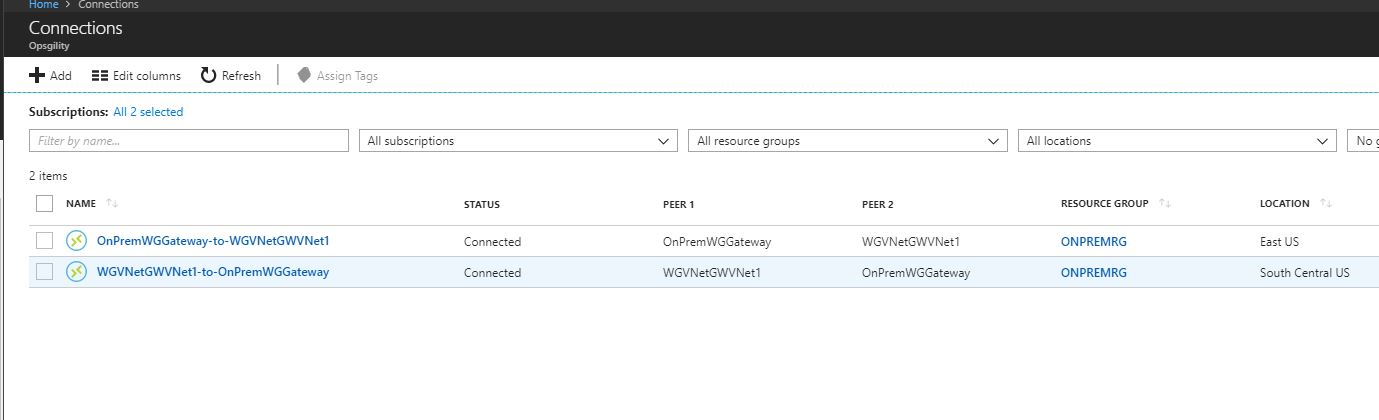 Home > Connections
Connections
Opsgility
Add Edit columns Refresh Assign Tags
Subscriptions: All 2 selected
Filter by name... All subscriptions All resource groups All locations No g
2 items
NAME STATUS PEER 1 PEER 2 RESOURCE GROUP LOCATION
OnPremWGGateway-to-WGVNetGWVNet1 Connected OnPremWGGateway WGVNetGWVNet1 ONPREMRG East US
WGVNetGWVNet1-to-OnPremWGGateway Connected WGVNetGWVNet1 OnPremWGGateway ONPREMRG South Central US